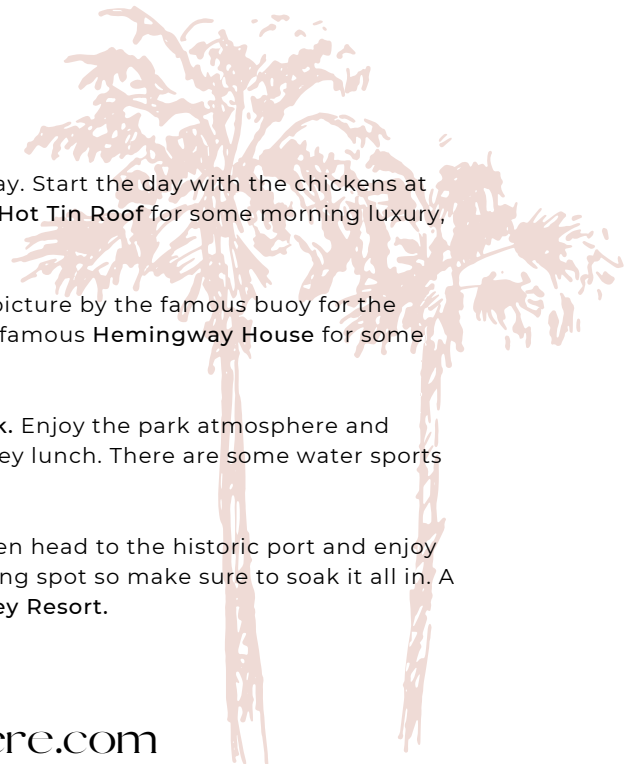 ay. Start the day with the chickens at
Hot Tin Roof for some morning luxury,
picture by the famous buoy for the
famous Hemingway House for some
k. Enjoy the park atmosphere and
ey lunch. There are some water sports
en head to the historic port and enjoy
ng spot so make sure to soak it all in. A
ey Resort.
ere.com